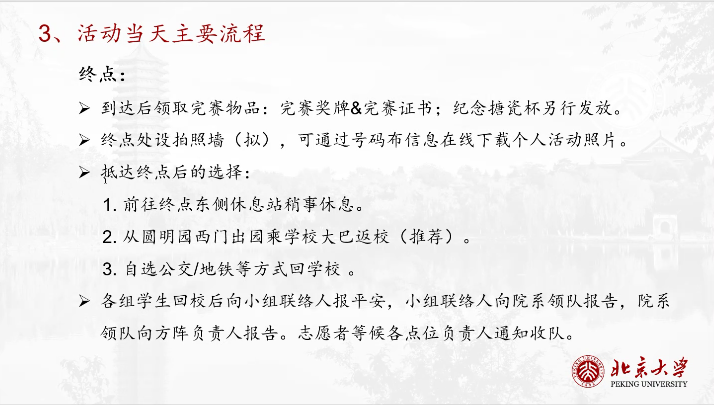 3、活动当天主要流程
终点：
➢ 到达后领取完赛物品：完赛奖牌&完赛证书；纪念搪瓷杯另行发放。
➢ 终点处设拍照墙（拟），可通过号码布信息在线下载个人活动照片。
➢ 抵达终点后的选择：
1. 前往终点东侧休息站稍事休息。
2. 从圆明园西门出园乘学校大巴返校（推荐）。
3. 自选公交/地铁等方式回学校 。
➢ 各组学生回校后向小组联络人报平安，小组联络人向院系领队报告，院系
领队向方阵负责人报告。志愿者等候各点位负责人通知收队。
北京大学
PEKING UNIVERSITY